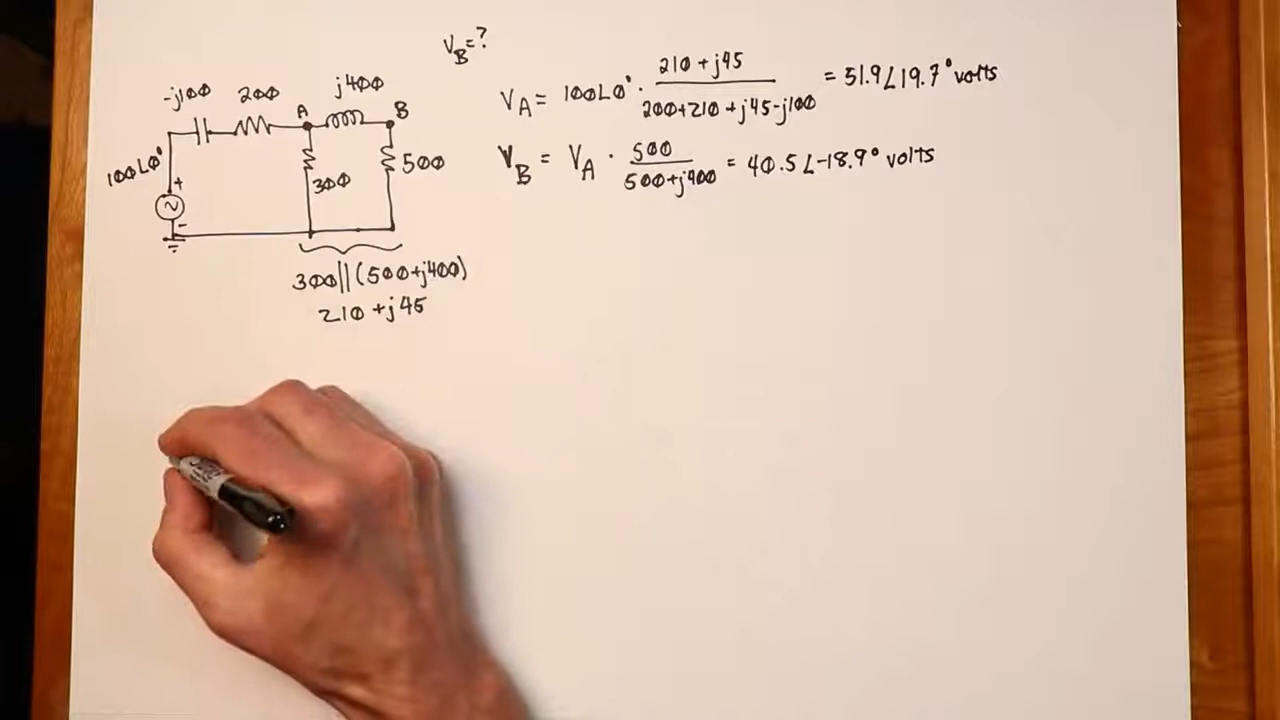 V_B=?
-j100
200
j400
A
B
100∠0°
+
-
300
500
300||(500+j400)
210 + j45
V_A = 100∠0° · (210 + j45)/(200+210+j45-j100) = 51.9∠19.7° volts
V_B = V_A · 500/(500+j400) = 40.5∠-18.9° volts